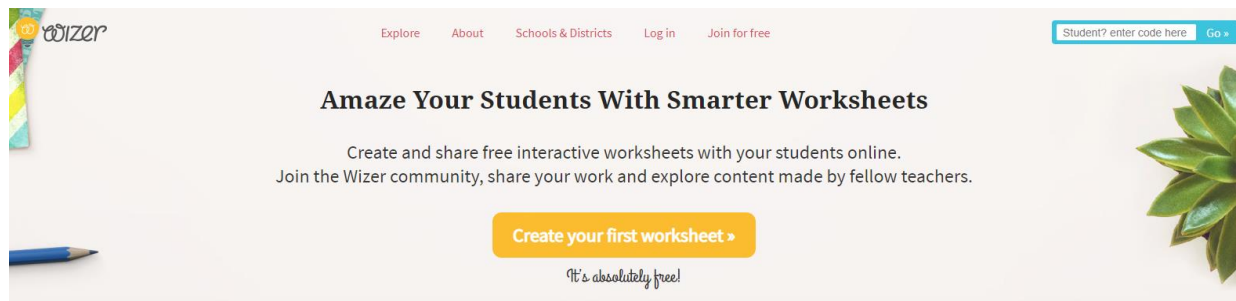 Wizer
Explore About Schools & Districts Log in Join for free
Student? enter code here Go »
Amaze Your Students With Smarter Worksheets
Create and share free interactive worksheets with your students online.
Join the Wizer community, share your work and explore content made by fellow teachers.
Create your first worksheet »
It's absolutely free!